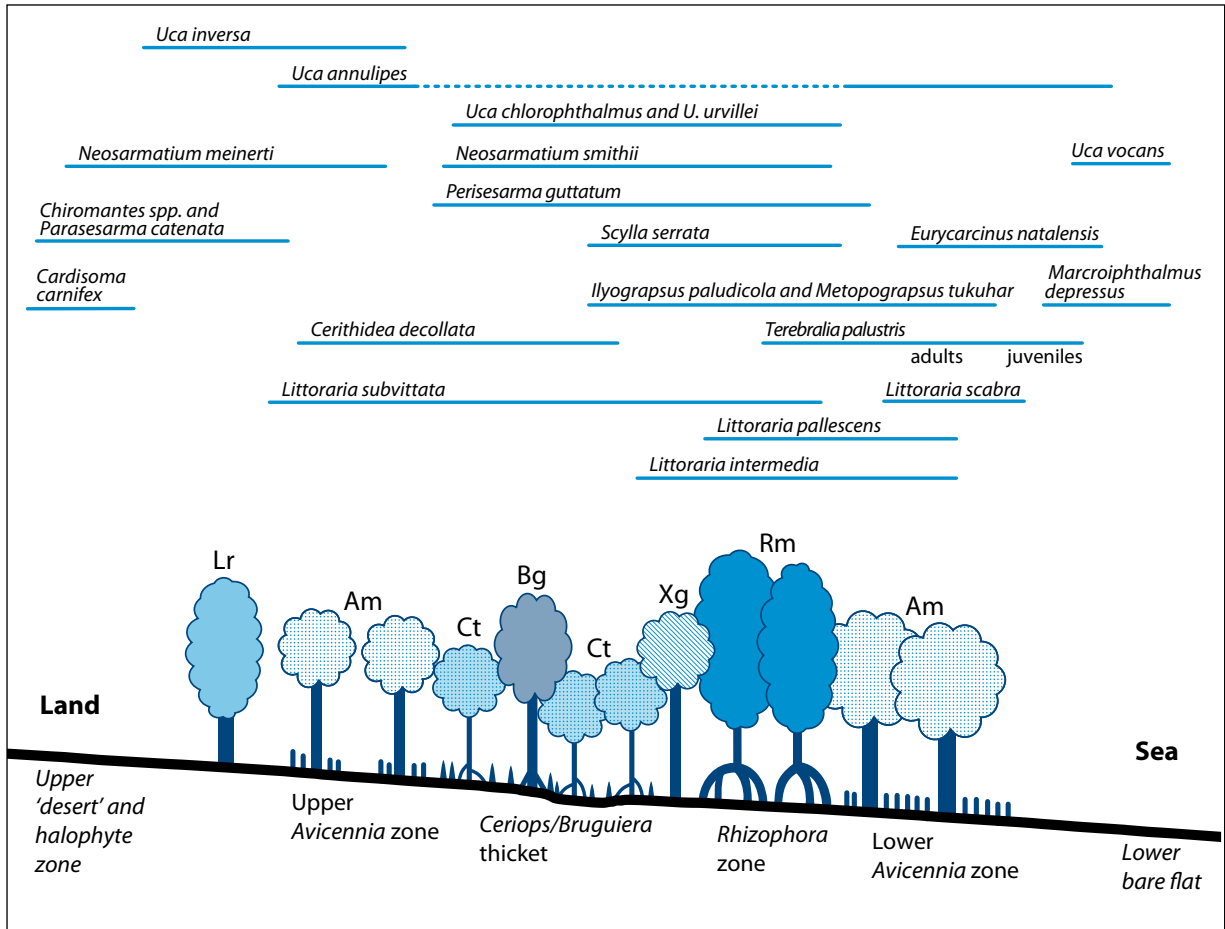 Uca inversa
Uca annulipes
Uca chlorophthalmus and U. urvillei
Neosarmatium meinerti
Neosarmatium smithii
Uca vocans
Perisesarma guttatum
Chiromantes spp. and
Parasesarma catenata
Scylla serrata
Eurycarcinus natalensis
Cardisoma
carnifex
Ilyograpsus paludicola and Metopograpsus tukuhar
Marcroiphthalmus
depressus
Cerithidea decollata
Terebralia palustris
adults
juveniles
Littoraria subvittata
Littoraria scabra
Littoraria pallescens
Littoraria intermedia
Lr
Am
Ct
Bg
Ct
Xg
Rm
Am
Land
Sea
Upper
'desert' and
halophyte
zone
Upper
Avicennia zone
Ceriops/Bruguiera
thicket
Rhizophora
zone
Lower
Avicennia zone
Lower
bare flat